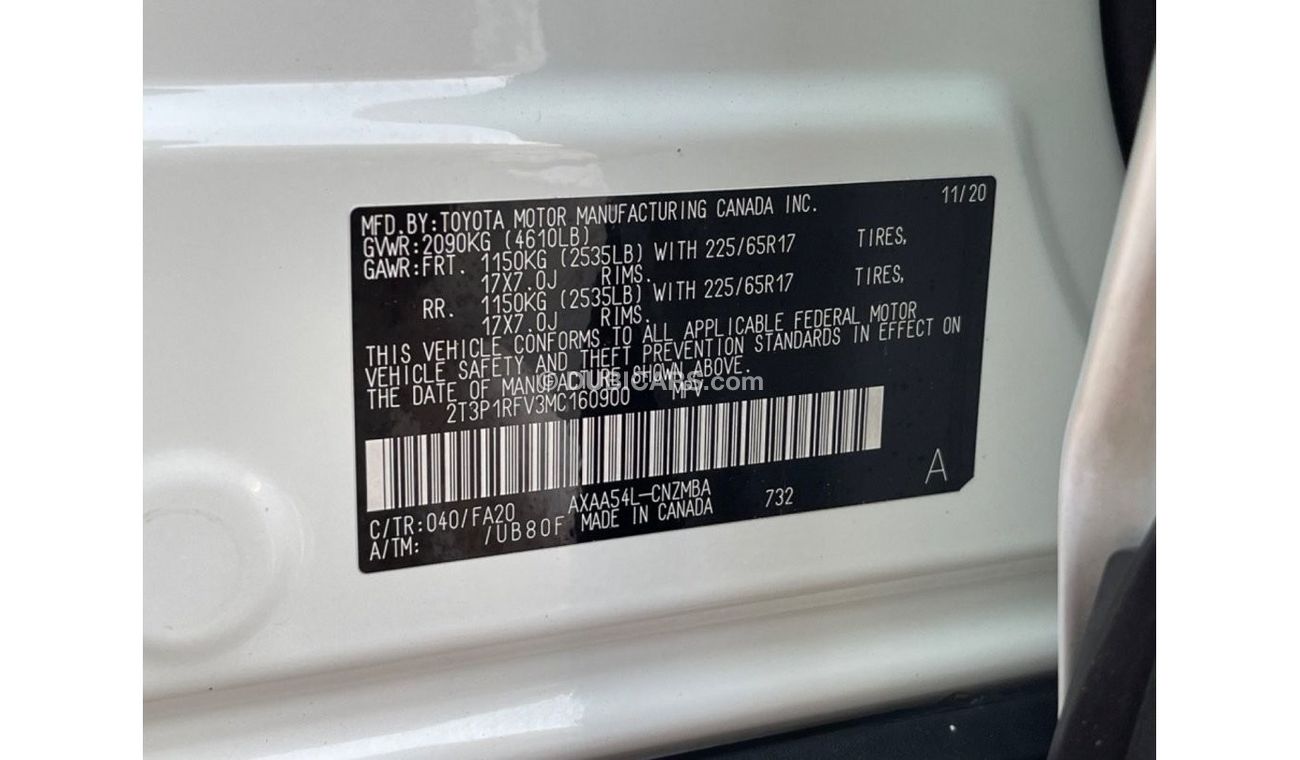 MFD.BY:TOYOTA MOTOR MANUFACTURING CANADA INC. 11/20
GVWR:2090KG (4610LB)
GAWR:FRT. 1150KG (2535LB) WITH 225/65R17 TIRES,
17X7.0J RIMS.
RR. 1150KG (2535LB) WITH 225/65R17 TIRES,
17X7.0J RIMS.
THIS VEHICLE CONFORMS TO ALL APPLICABLE FEDERAL MOTOR
VEHICLE SAFETY AND THEFT PREVENTION STANDARDS IN EFFECT ON
THE DATE OF MANUFACTURE SHOWN ABOVE.
© DUBICARS.com
2T3P1RFV3MC160900 MPV
C/TR:040/FA20 AXAA54L-CNZMBA 732 A
A/TM: /UB80F MADE IN CANADA